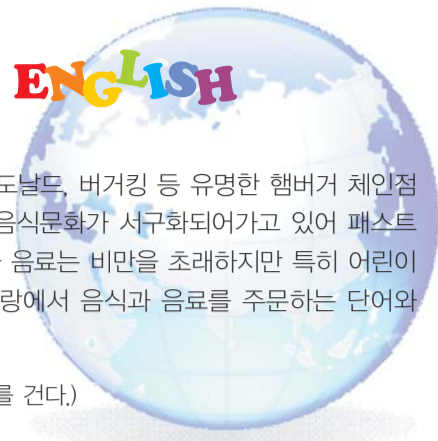 ENGLISH
도날드, 버거킹 등 유명한 햄버거 체인점
음식문화가 서구화되어가고 있어 패스트
음료는 비만을 초래하지만 특히 어린이
랑에서 음식과 음료를 주문하는 단어와
를 건다.)